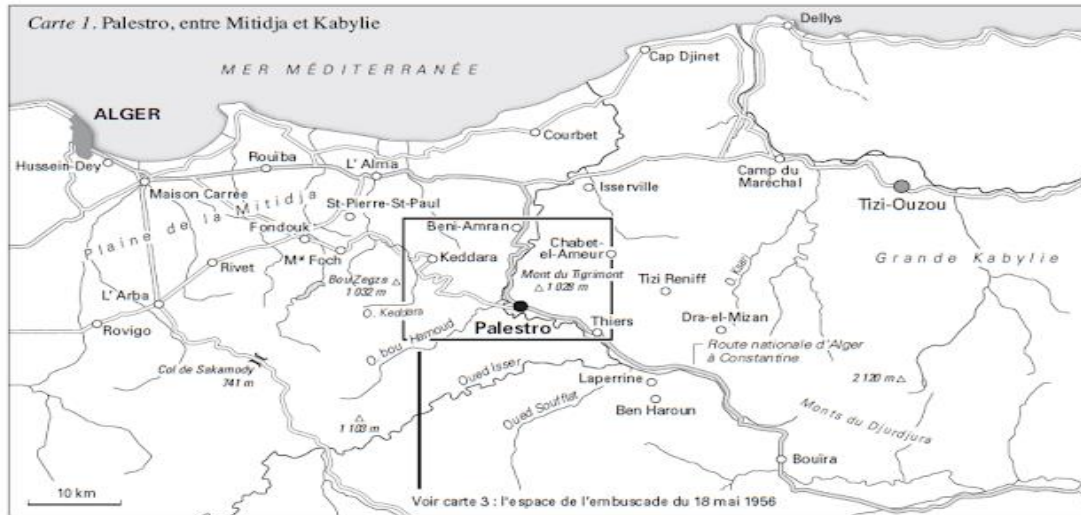 Carte 1. Palestro, entre Mitidja et Kabylie
Dellys
MER MÉDITERRANÉE
Cap Djinet
ALGER
Courbet
Hussein-Dey
Rouïba
L'Alma
Isserville
Camp du
Maréchal
Maison Carrée
Tizi-Ouzou
St-Pierre-St-Paul
Plaine de la Mitidja
Fondouk
Beni-Amran
Chabet-
el-Ameur
Keddara
Mal Foch
Rivet
Bou Zegza
1 032 m
Mont du Tigrimont
1 028 m
Grande Kabylie
Tizi Reniff
O. Ksari
L'Arba
O. Keddara
Palestro
Thiers
Dra-el-Mizan
Rovigo
O. bou Hamoud
Route nationale d'Alger
à Constantine
Col de Sakamody
741 m
Oued Isser
Laperrine
2 120 m
Ben Haroun
Oued Soufflat
1 103 m
Monts du Djurdjura
Bouïra
10 km
Voir carte 3 : l'espace de l'embuscade du 18 mai 1956